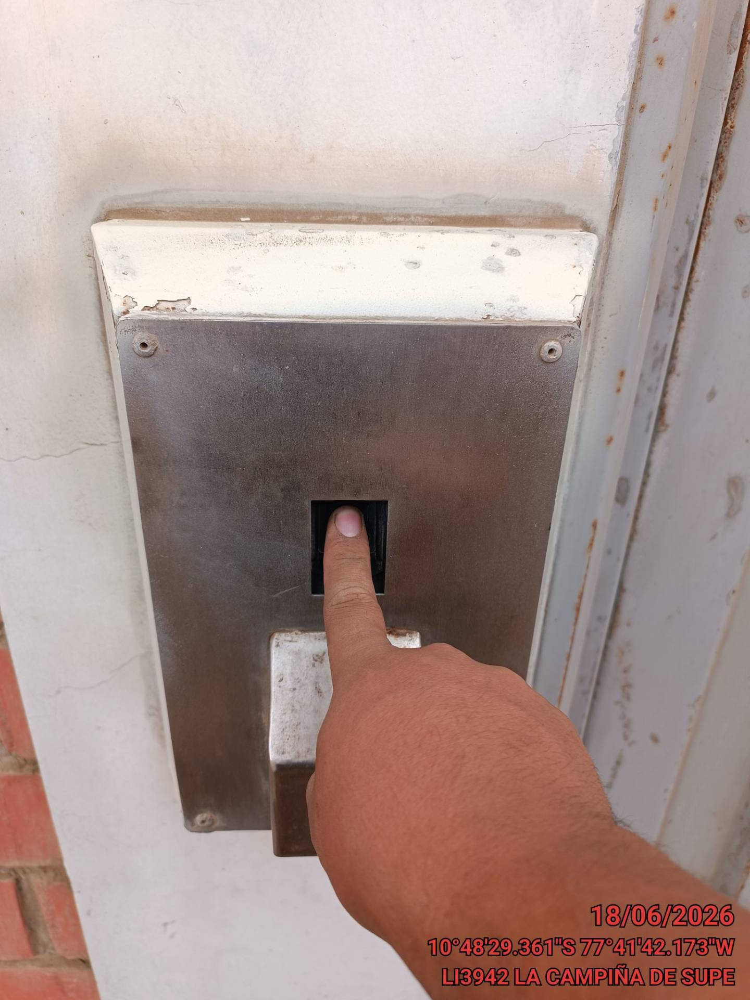 18/06/2026
10°48'29.361"S 77°41'42.173"W
LI3942 LA CAMPIÑA DE SUPE